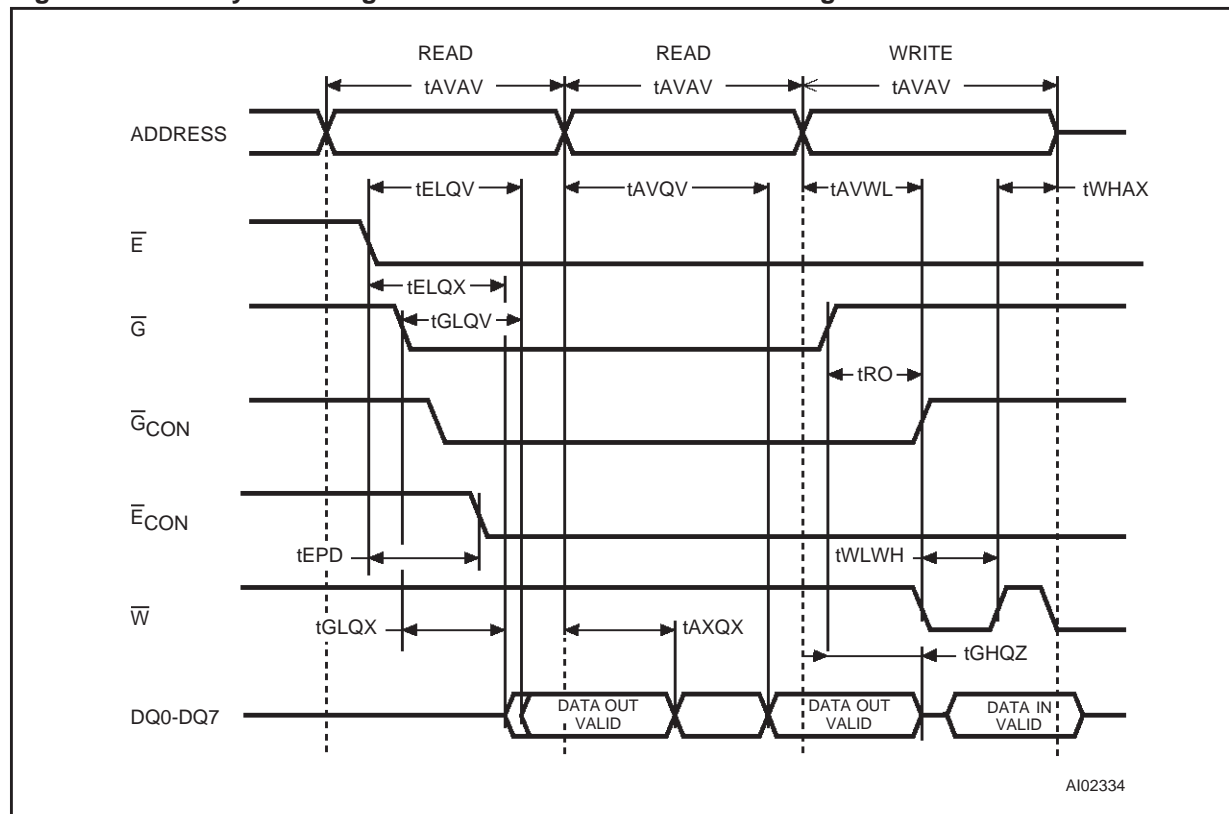 READ READ WRITE
tAVAV tAVAV tAVAV
ADDRESS
tELQV tAVQV tAVWL tWHAX
E
tELQX
G
tGLQV
tRO
GCON
ECON
tEPD tWLWH
W
tGLQX tAXQX
tGHQZ
DQ0-DQ7
DATA OUT VALID
DATA OUT VALID
DATA IN VALID
AI02334